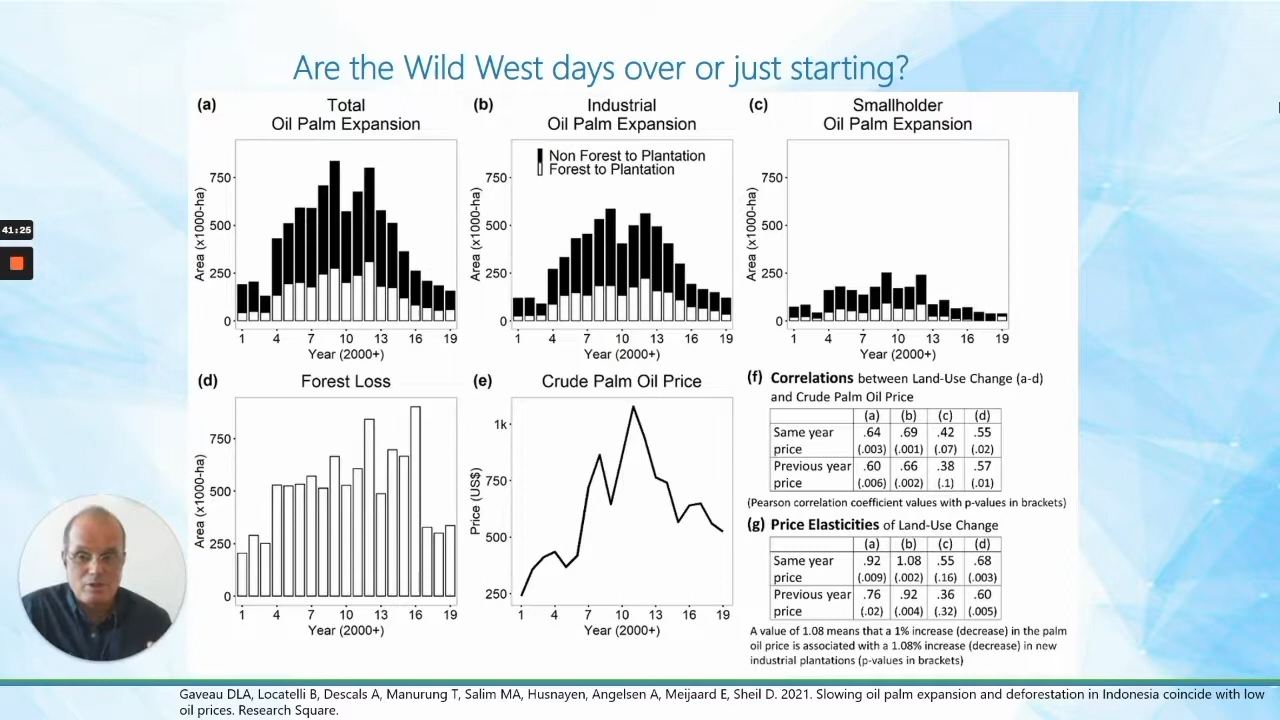 Are the Wild West days over or just starting?
(a) Total
Oil Palm Expansion
Area (x1000-ha)
750
500
250
0
1 4 7 10 13 16 19
Year (2000+)
(b) Industrial
Oil Palm Expansion
Non Forest to Plantation
Forest to Plantation
Area (x1000-ha)
750
500
250
0
1 4 7 10 13 16 19
Year (2000+)
(c) Smallholder
Oil Palm Expansion
Area (x1000-ha)
750
500
250
0
1 4 7 10 13 16 19
Year (2000+)
41:25
(d) Forest Loss
Area (x1000-ha)
750
500
250
0
1 4 7 10 13 16 19
Year (2000+)
(e) Crude Palm Oil Price
Price (US$)
1k
750
500
250
1 4 7 10 13 16 19
Year (2000+)
(f) Correlations between Land-Use Change (a-d)
and Crude Palm Oil Price
(a) (b) (c) (d)
Same year .64 .69 .42 .55
price (.003) (.001) (.07) (.02)
Previous year .60 .66 .38 .57
price (.006) (.002) (.1) (.01)
(Pearson correlation coefficient values with p-values in brackets)
(g) Price Elasticities of Land-Use Change
(a) (b) (c) (d)
Same year .92 1.08 .55 .68
price (.009) (.002) (.16) (.003)
Previous year .76 .92 .36 .60
price (.02) (.004) (.32) (.005)
A value of 1.08 means that a 1% increase (decrease) in the palm
oil price is associated with a 1.08% increase (decrease) in new
industrial plantations (p-values in brackets)
Gaveau DLA, Locatelli B, Descals A, Manurung T, Salim MA, Husnayen, Angelsen A, Meijaard E, Sheil D. 2021. Slowing oil palm expansion and deforestation in Indonesia coincide with low
oil prices. Research Square.